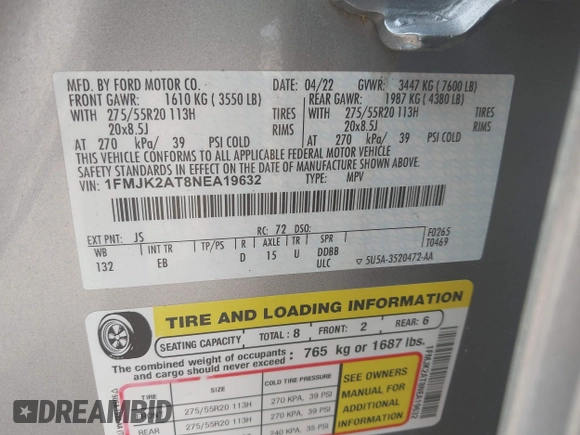 MFD. BY FORD MOTOR CO.
DATE: 04/22 GVWR: 3447 KG (7600 LB)
FRONT GAWR: 1610 KG (3550 LB) REAR GAWR: 1987 KG (4380 LB)
WITH 275/55R20 113H TIRES WITH 275/55R20 113H TIRES
20x8.5J RIMS 20x8.5J RIMS
AT 270 kPa/ 39 PSI COLD AT 270 kPa/ 39 PSI COLD
THIS VEHICLE CONFORMS TO ALL APPLICABLE FEDERAL MOTOR VEHICLE
SAFETY STANDARDS IN EFFECT ON THE DATE OF MANUFACTURE SHOWN ABOVE.
VIN: 1FMJK2AT8NEA19632 TYPE: MPV
EXT PNT: JS RC: 72 DSO: F0265
WB INT TR TP/PS R AXLE TR SPR T0469
132 EB D 15 U DDBB
ULC ▽ 5U5A-3520472-AA
TIRE AND LOADING INFORMATION
SEATING CAPACITY TOTAL: 8 FRONT: 2 REAR: 6
The combined weight of occupants and cargo should never exceed: 765 kg or 1687 lbs.
TIRE SIZE COLD TIRE PRESSURE
275/55R20 113H 270 KPA, 39 PSI
REAR 275/55R20 113H 270 KPA, 39 PSI
240 KPA, 35 PSI
SEE OWNERS
MANUAL FOR
ADDITIONAL
INFORMATION
1FMJK2AT8NEA19632
DREAMBID